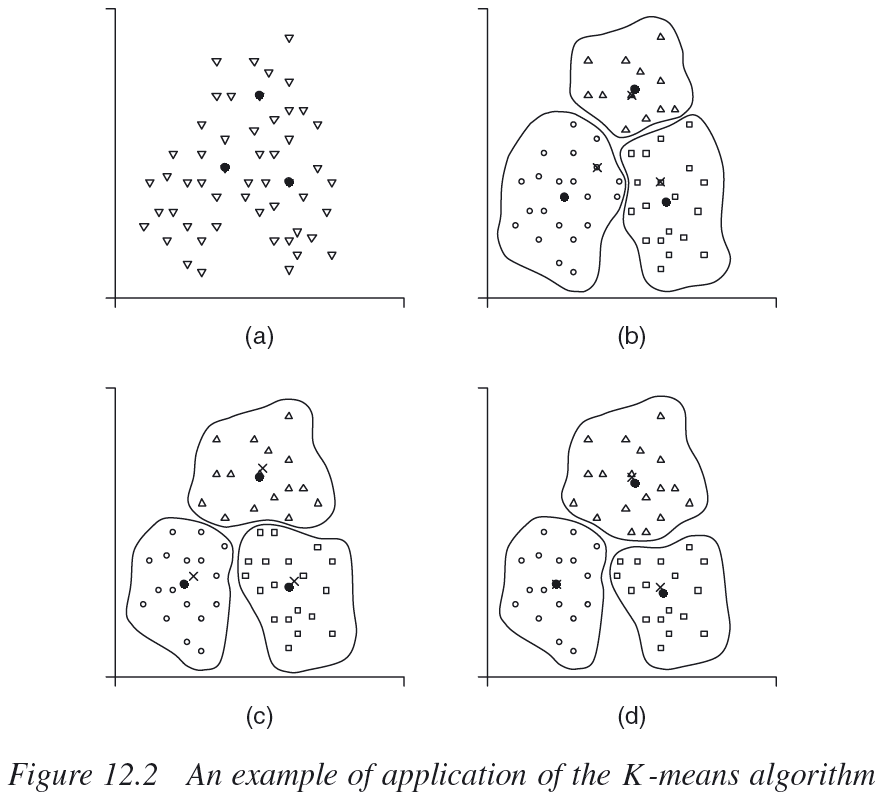 (a)
(b)
(c)
(d)
Figure 12.2 An example of application of the K-means algorithm